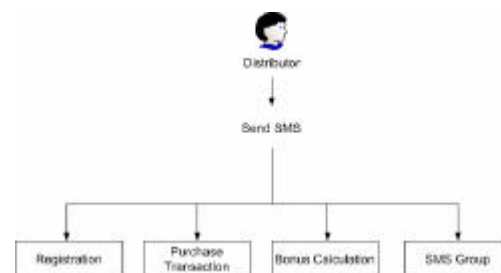 Distributor
Send SMS
Registration
Purchase
Transaction
Bonus Calculation
SMS Group